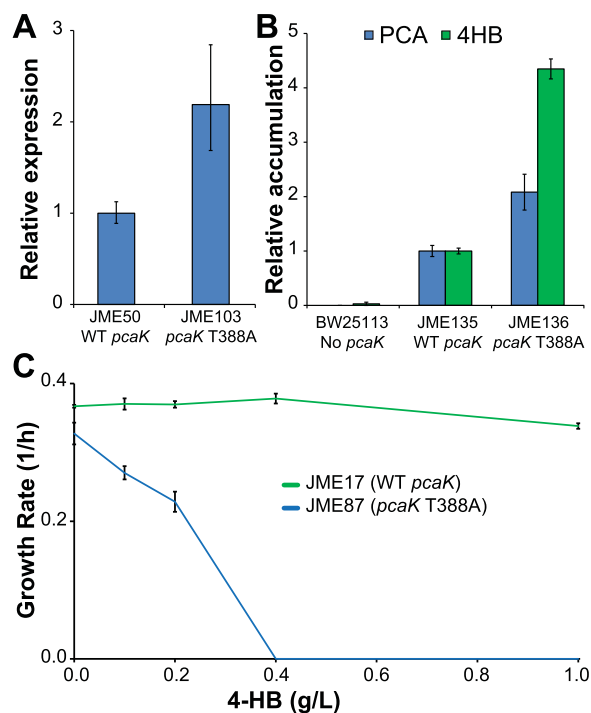 A
Relative expression
3
2
1
0
JME50
WT pcaK
JME103
pcaK T388A
B
Relative accumulation
5
4
3
2
1
0
PCA
4HB
BW25113
No pcaK
JME135
WT pcaK
JME136
pcaK T388A
C
Growth Rate (1/h)
0.4
0.2
0.0
JME17 (WT pcaK)
JME87 (pcaK T388A)
0.0
0.2
0.4
0.6
0.8
1.0
4-HB (g/L)